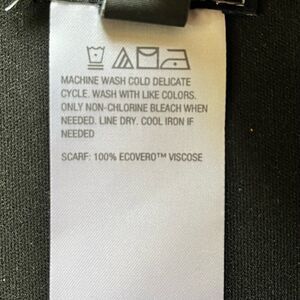 MACHINE WASH COLD DELICATE
CYCLE. WASH WITH LIKE COLORS.
ONLY NON-CHLORINE BLEACH WHEN
NEEDED. LINE DRY. COOL IRON IF
NEEDED
SCARF: 100% ECOVERO™ VISCOSE